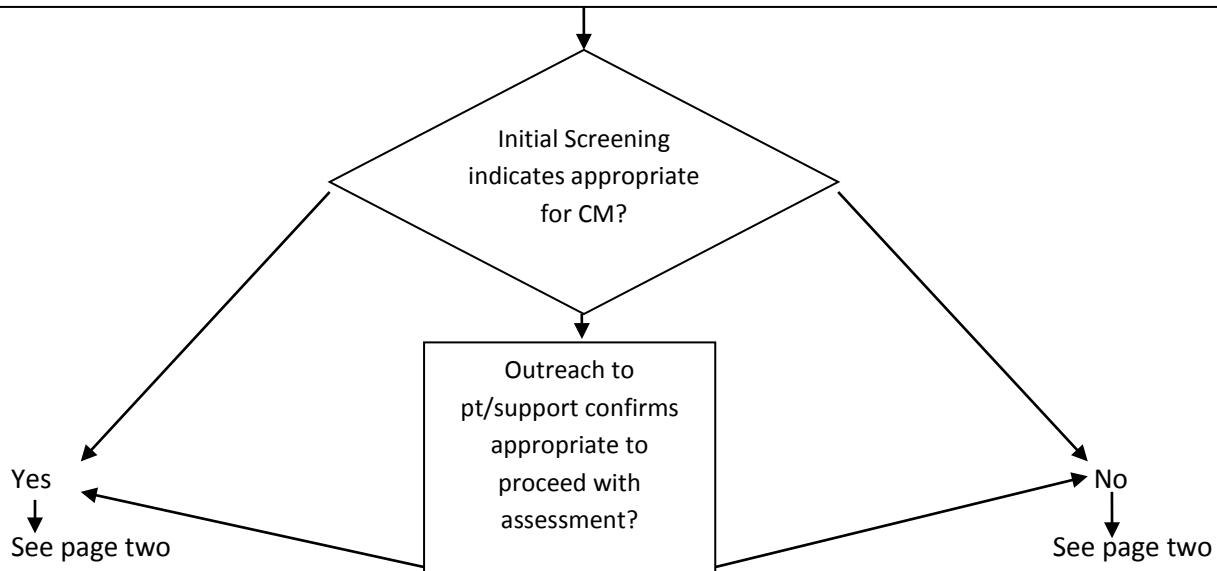 Initial Screening
indicates appropriate
for CM?
Outreach to
pt/support confirms
appropriate to
proceed with
assessment?
Yes
See page two
No
See page two